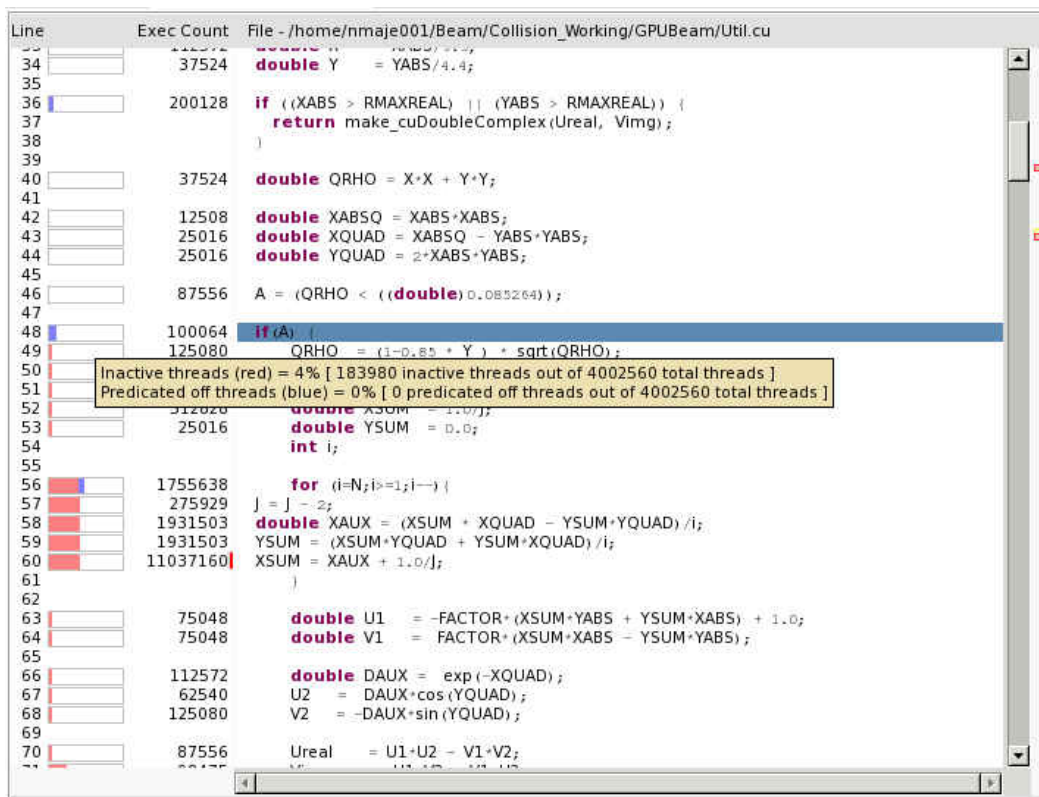 Line Exec Count File - /home/nmaje001/Beam/Collision_Working/GPUBeam/Util.cu
34 37524 double Y = YABS/4.4;
35
36 200128 if ((XABS > RMAXREAL) || (YABS > RMAXREAL)) {
37 return make_cuDoubleComplex(Ureal, Vimg);
38 }
39
40 37524 double QRHO = X*X + Y*Y;
41
42 12508 double XABSQ = XABS*XABS;
43 25016 double XQUAD = XABSQ - YABS*YABS;
44 25016 double YQUAD = 2*XABS*YABS;
45
46 87556 A = (QRHO < ((double)0.085264));
47
48 100064 if(A) {
49 125080 QRHO = (1-0.85 * Y ) * sqrt(QRHO);
50 Inactive threads (red) = 4% [ 183980 inactive threads out of 4002560 total threads ]
51 Predicated off threads (blue) = 0% [ 0 predicated off threads out of 4002560 total threads ]
52 double XSUM = 1.0/J;
53 25016 double YSUM = 0.0;
54 int i;
55
56 1755638 for (i=N;i>=1;i--){
57 275929 J = J - 2;
58 1931503 double XAUX = (XSUM * XQUAD - YSUM*YQUAD)/i;
59 1931503 YSUM = (XSUM*YQUAD + YSUM*XQUAD)/i;
60 11037160 XSUM = XAUX + 1.0/J;
61 }
62
63 75048 double U1 = -FACTOR*(XSUM*YABS + YSUM*XABS) + 1.0;
64 75048 double V1 = FACTOR*(XSUM*XABS - YSUM*YABS);
65
66 112572 double DAUX = exp(-XQUAD);
67 62540 U2 = DAUX*cos(YQUAD);
68 125080 V2 = -DAUX*sin(YQUAD);
69
70 87556 Ureal = U1*U2 - V1*V2;